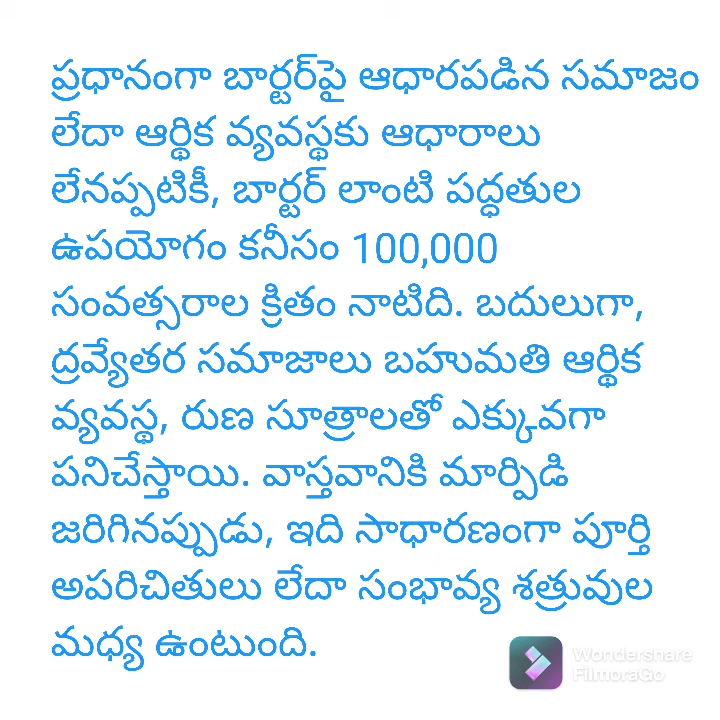 ప్రధానంగా బార్టర్‌పై ఆధారపడిన సమాజం
లేదా ఆర్థిక వ్యవస్థకు ఆధారాలు
లేనప్పటికీ, బార్టర్ లాంటి పద్ధతుల
ఉపయోగం కనీసం 100,000
సంవత్సరాల క్రితం నాటిది. బదులుగా,
ద్రవ్యేతర సమాజాలు బహుమతి ఆర్థిక
వ్యవస్థ, రుణ సూత్రాలతో ఎక్కువగా
పనిచేస్తాయి. వాస్తవానికి మార్పిడి
జరిగినప్పుడు, ఇది సాధారణంగా పూర్తి
అపరిచితులు లేదా సంభావ్య శత్రువుల
మధ్య ఉంటుంది.
Wondershare
FilmoraGo